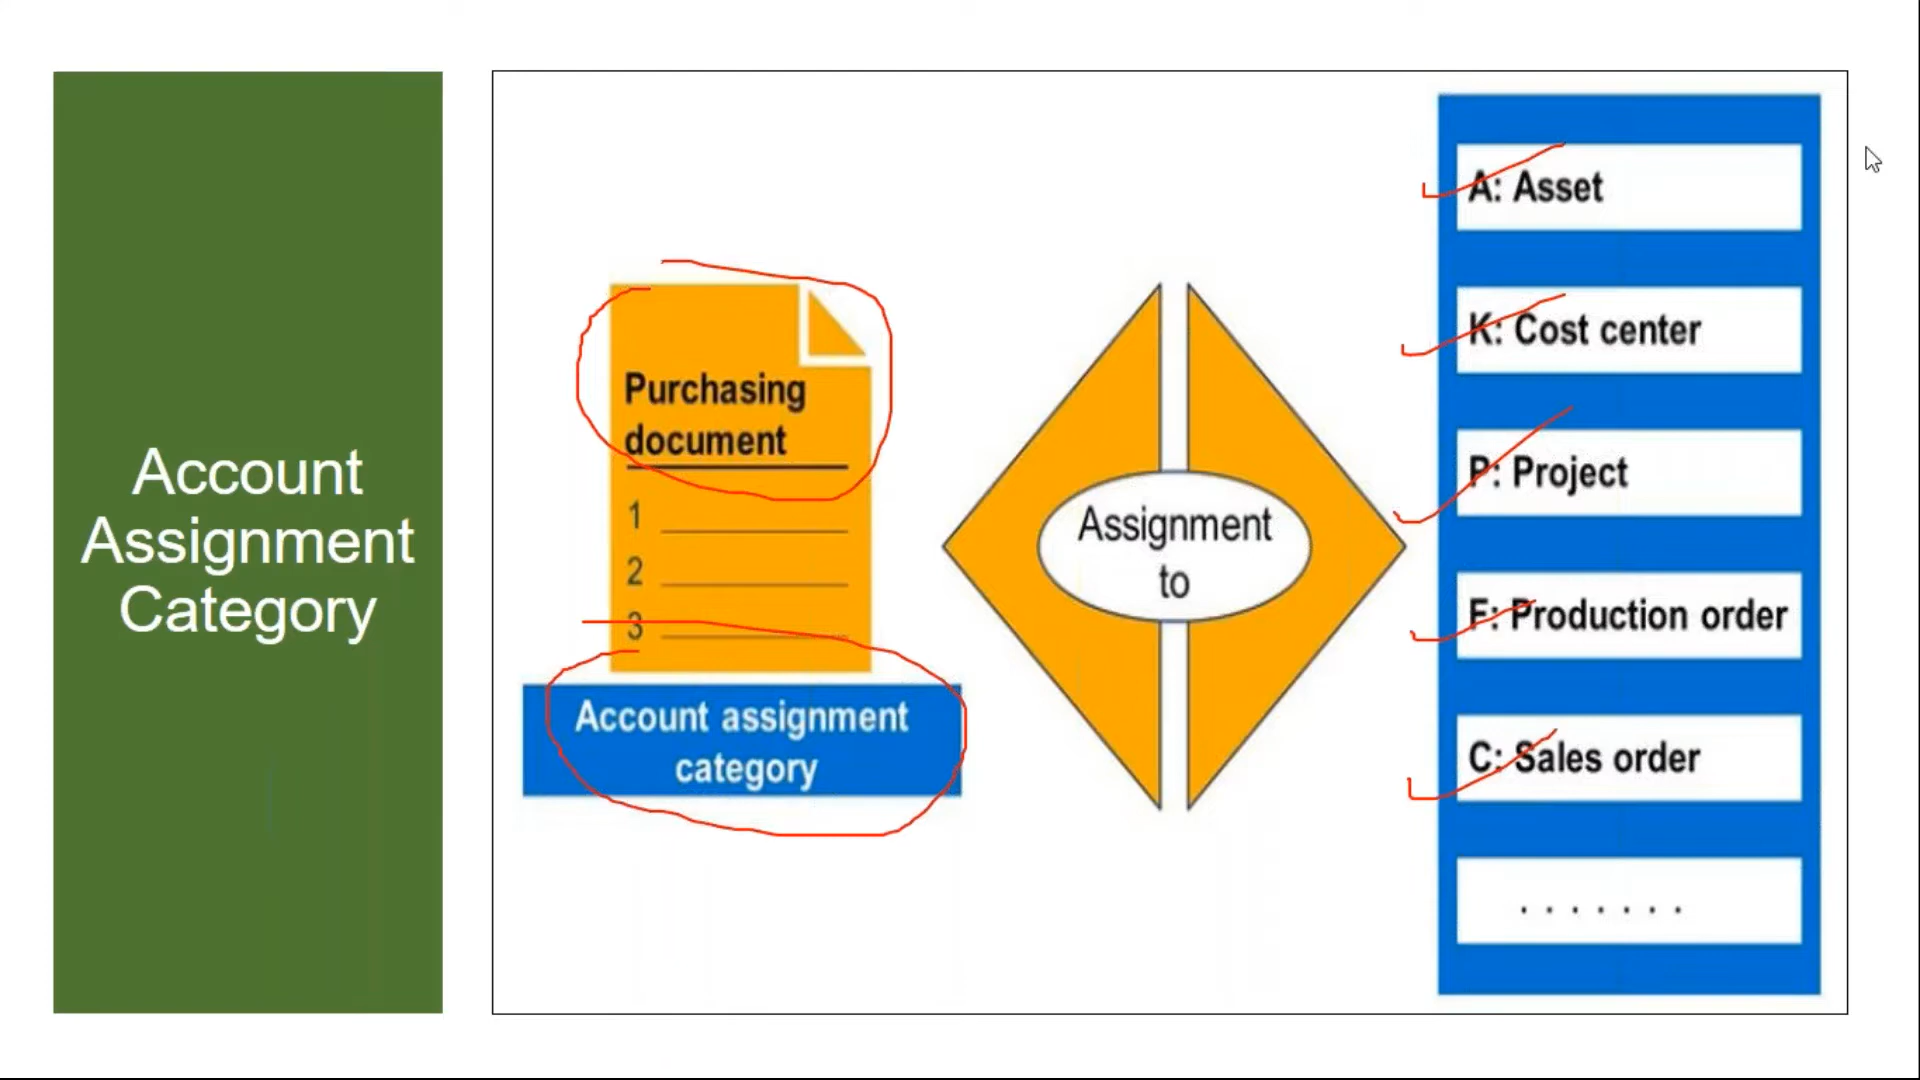 Account
Assignment
Category
Purchasing
document
1
2
3
Account assignment
category
Assignment
to
A: Asset
K: Cost center
P: Project
F: Production order
C: Sales order
. . . . . . .